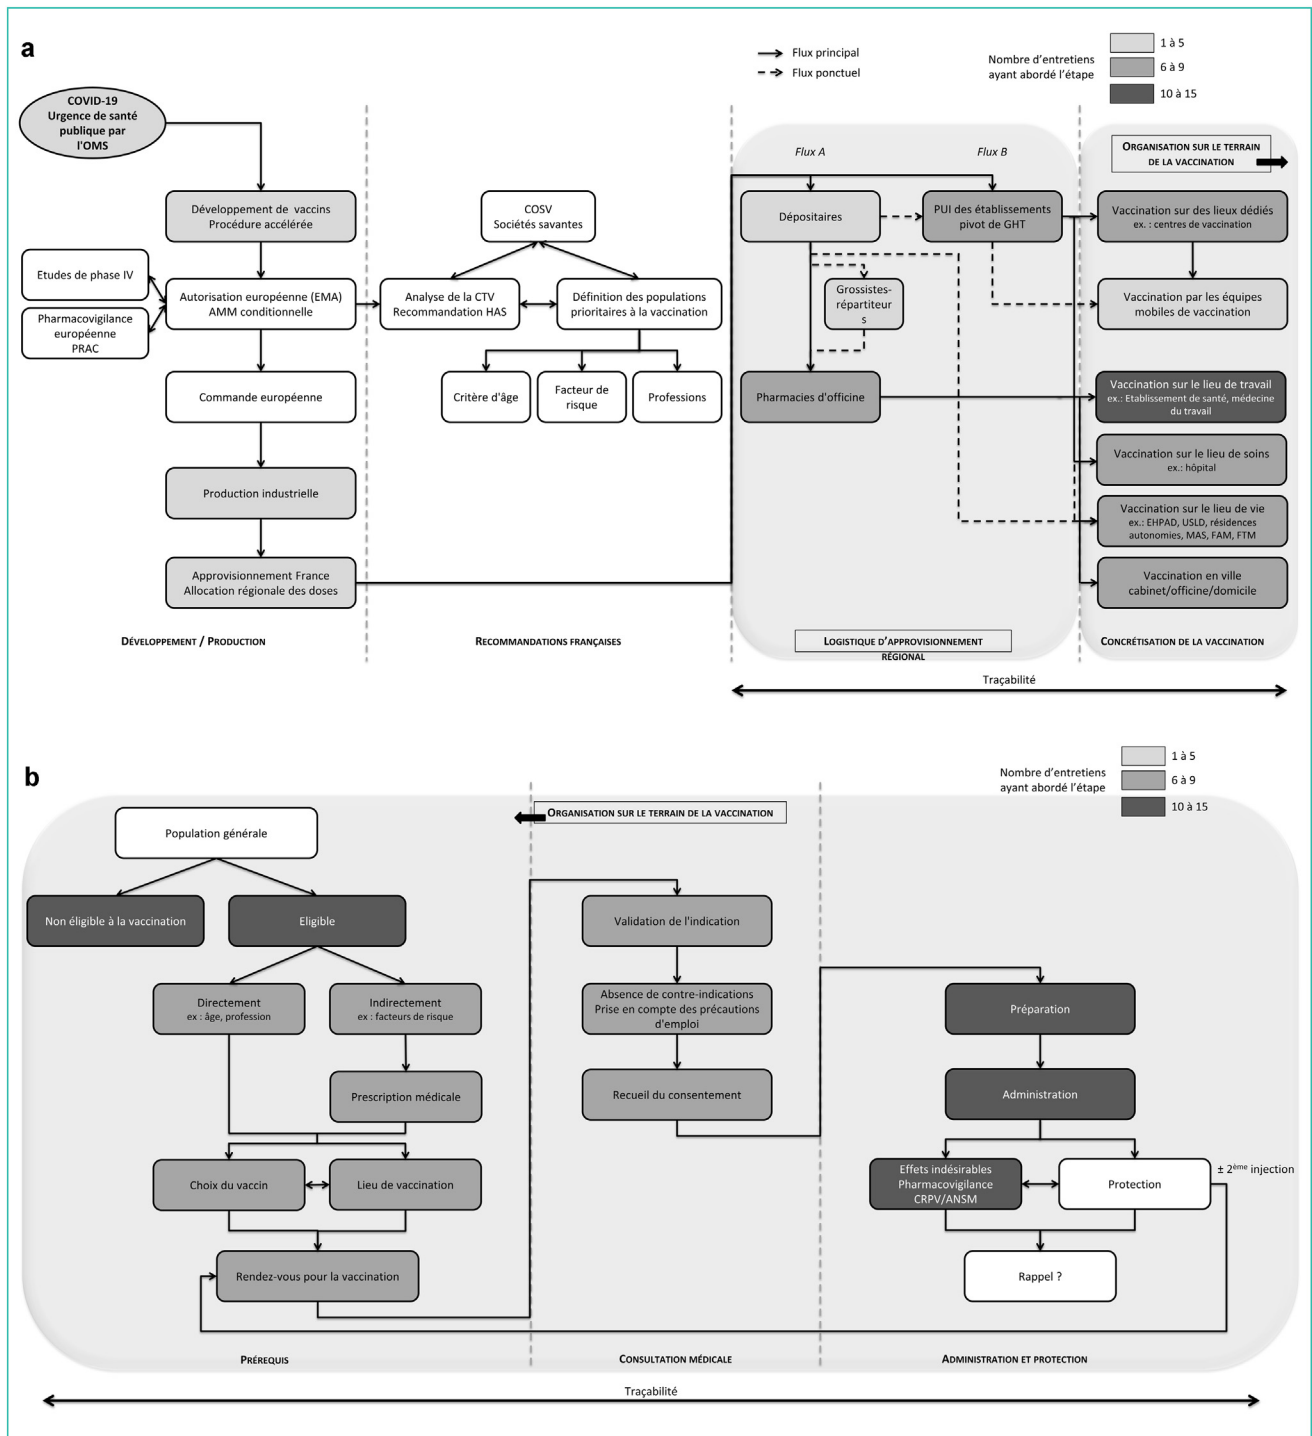 a
Flux principal
Flux ponctuel
Nombre d'entretiens
ayant abordé l'étape
1 à 5
6 à 9
10 à 15
COVID-19
Urgence de santé
publique par
l'OMS
Développement de vaccins
Procédure accélérée
Etudes de phase IV
Pharmacovigilance
européenne
PRAC
Autorisation européenne (EMA)
AMM conditionnelle
Commande européenne
Production industrielle
Approvisionnement France
Allocation régionale des doses
DÉVELOPPEMENT / PRODUCTION
COSV
Sociétés savantes
Analyse de la CTV
Recommandation HAS
Définition des populations
prioritaires à la vaccination
Critère d'âge
Facteur de
risque
Professions
RECOMMANDATIONS FRANÇAISES
Flux A
Flux B
Dépositaires
PUI des établissements
pivot de GHT
Grossistes-
répartiteur
s
Pharmacies d'officine
LOGISTIQUE D'APPROVISIONNEMENT
RÉGIONAL
ORGANISATION SUR LE TERRAIN
DE LA VACCINATION
Vaccination sur des lieux dédiés
ex. : centres de vaccination
Vaccination par les équipes
mobiles de vaccination
Vaccination sur le lieu de travail
ex.: Etablissement de santé, médecine
du travail
Vaccination sur le lieu de soins
ex.: hôpital
Vaccination sur le lieu de vie
ex.: EHPAD, USLD, résidences
autonomies, MAS, FAM, FTM
Vaccination en ville
cabinet/officine/domicile
CONCRÉTISATION DE LA VACCINATION
Traçabilité
b
Nombre d'entretiens
ayant abordé l'étape
1 à 5
6 à 9
10 à 15
ORGANISATION SUR LE TERRAIN DE LA VACCINATION
Population générale
Non éligible à la vaccination
Eligible
Directement
ex : âge, profession
Indirectement
ex : facteurs de risque
Prescription médicale
Choix du vaccin
Lieu de vaccination
Rendez-vous pour la vaccination
PRÉREQUIS
Validation de l'indication
Absence de contre-indications
Prise en compte des précautions
d'emploi
Recueil du consentement
CONSULTATION MÉDICALE
Préparation
Administration
Effets indésirables
Pharmacovigilance
CRPV/ANSM
Protection
± 2ème injection
Rappel ?
ADMINISTRATION ET PROTECTION
Traçabilité